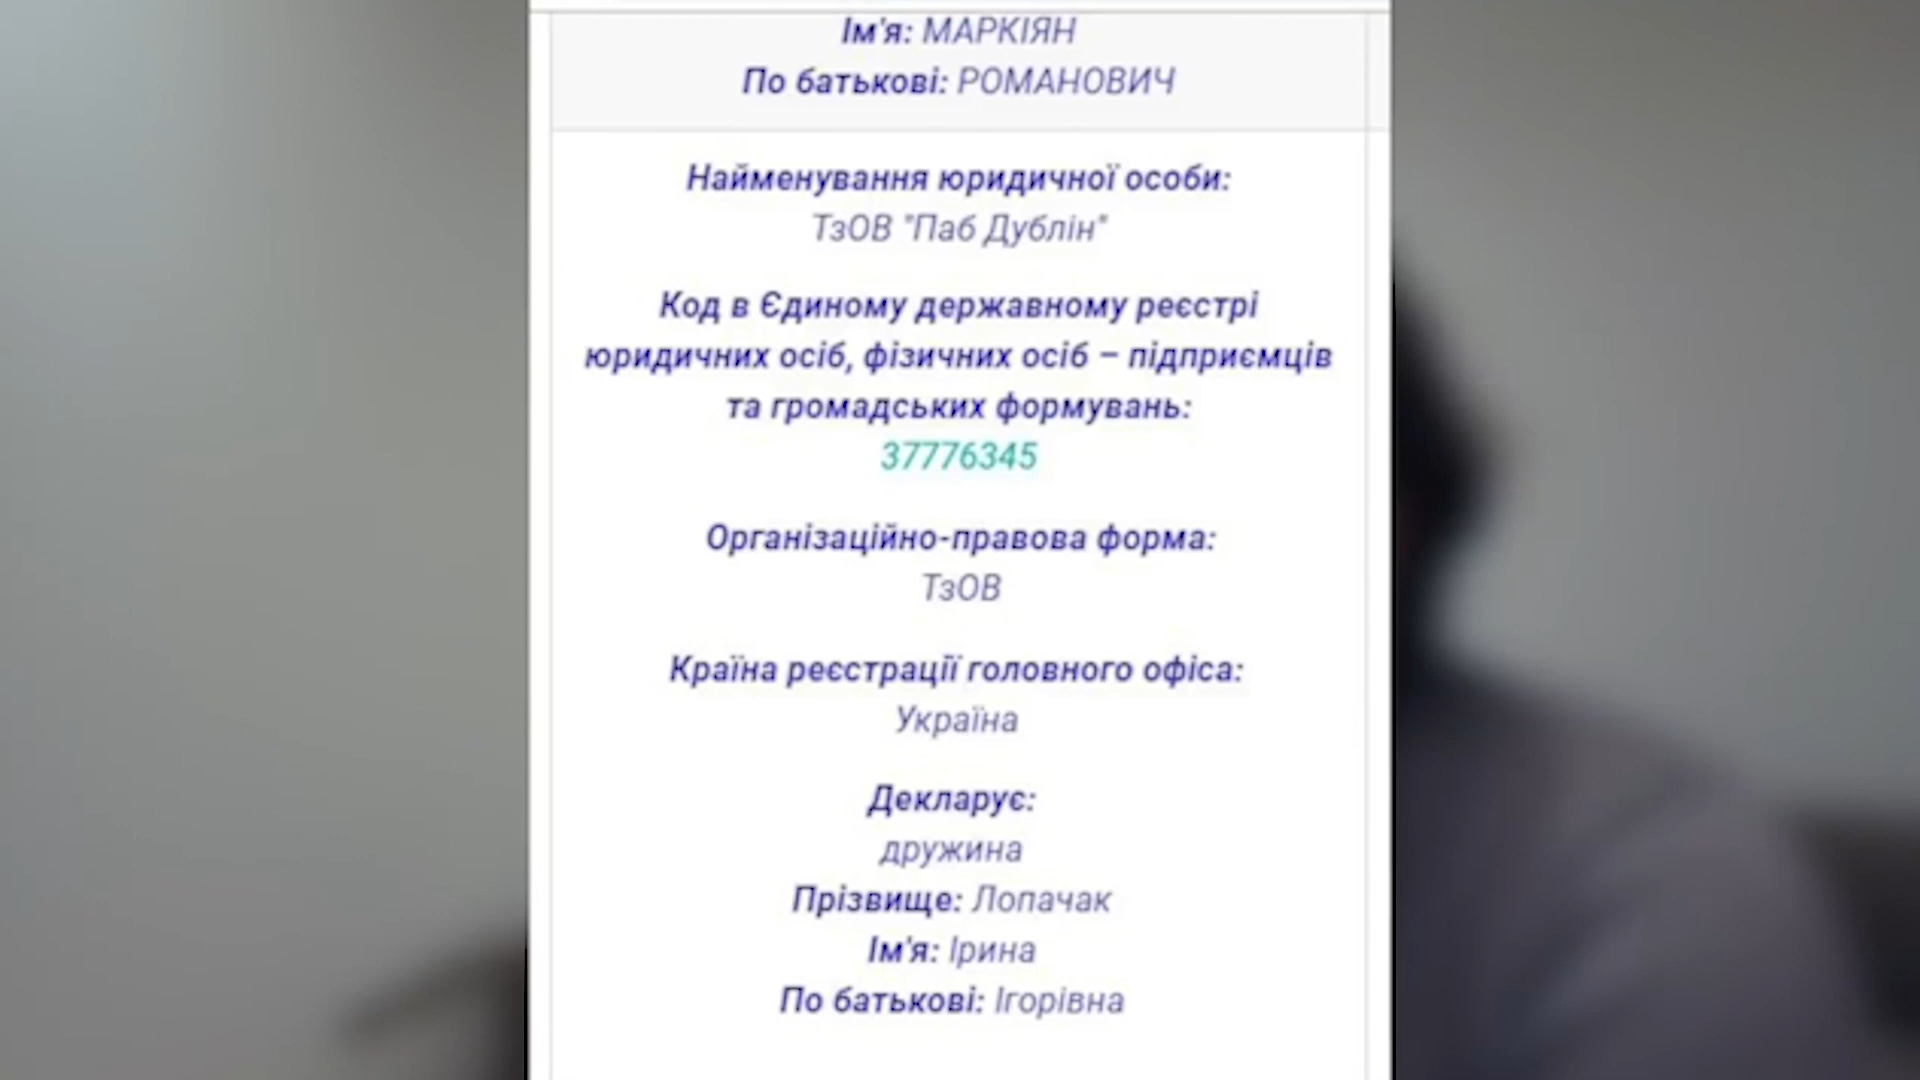 Ім'я: МАРКІЯН
По батькові: РОМАНОВИЧ
Найменування юридичної особи:
ТзОВ "Паб Дублін"
Код в Єдиному державному реєстрі
юридичних осіб, фізичних осіб – підприємців
та громадських формувань:
37776345
Організаційно-правова форма:
ТзОВ
Країна реєстрації головного офіса:
Україна
Декларує:
дружина
Прізвище: Лопачак
Ім'я: Ірина
По батькові: Ігорівна